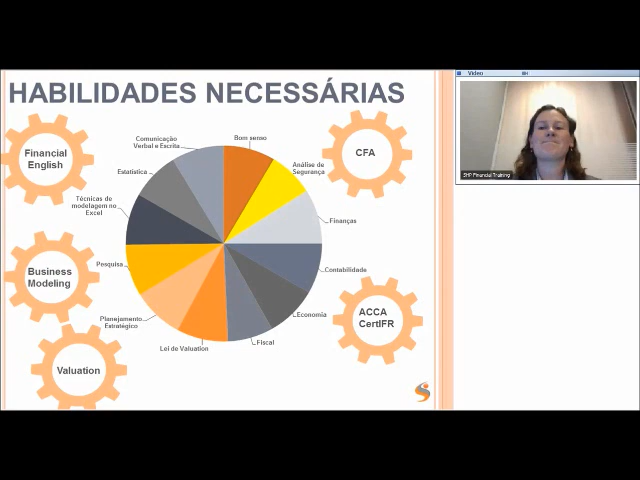 HABILIDADES NECESSÁRIAS
Financial
English
Comunicação
Verbal e Escrita
Bom senso
CFA
Estatística
Análise de
Segurança
Técnicas de
modelagem no
Excel
Finanças
Business
Modeling
Pesquisa
Contabilidade
Planejamento
Estratégico
Economia
ACCA
CertIFR
Lei de Valuation
Fiscal
Valuation
Video
SHP Financial Training